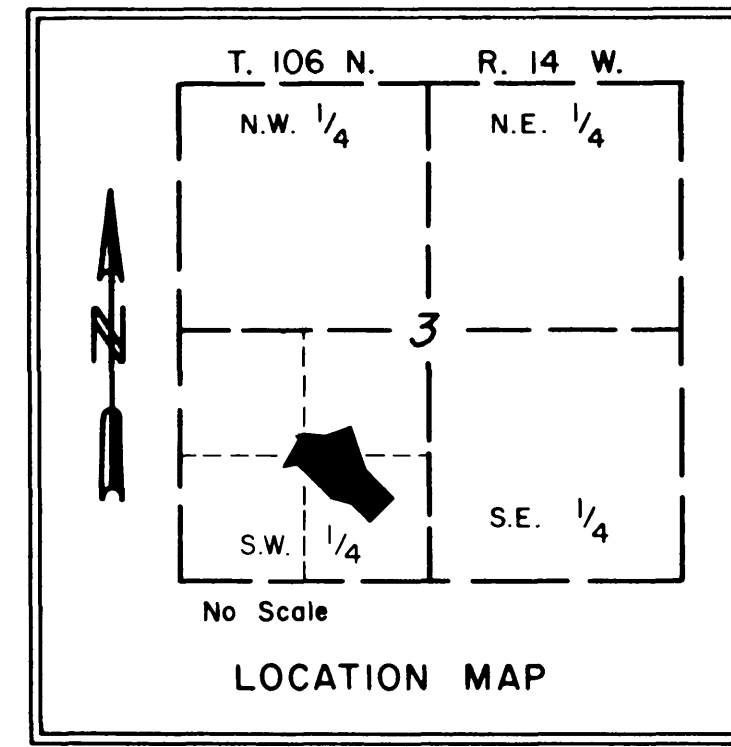 T. 106 N. R. 14 W.
N.W. 1/4 N.E. 1/4
N
3
S.W. 1/4 S.E. 1/4
No Scale
LOCATION MAP